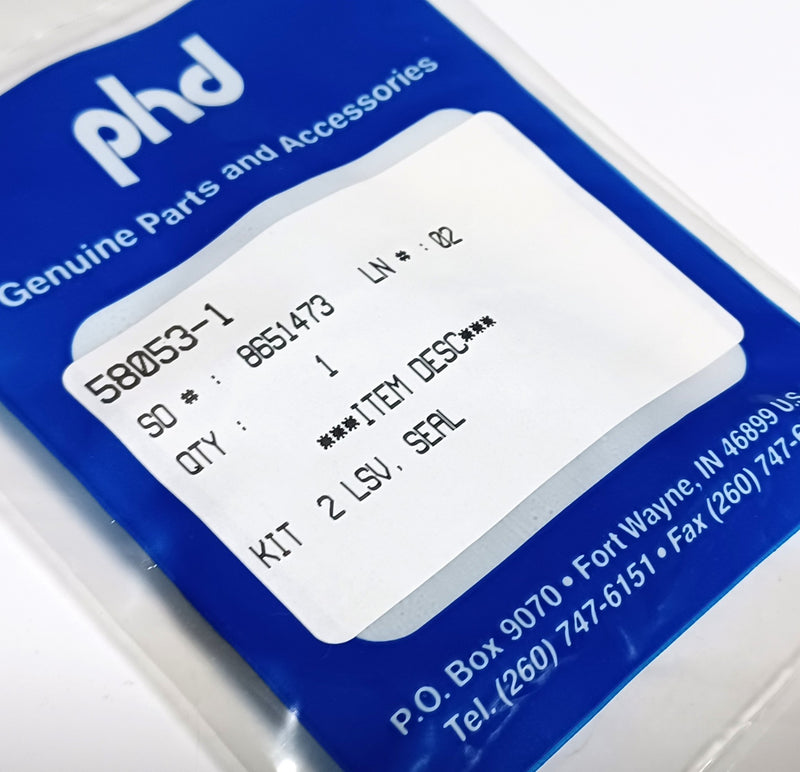 phd
Genuine Parts and Accessories
58053-1
SO # : 8651473 LN # : 02
QTY : 1
***ITEM DESC***
KIT 2 LSV, SEAL
P.O. Box 9070 • Fort Wayne, IN 46899 U.S.
Tel. (260) 747-6151 • Fax (260) 747-6